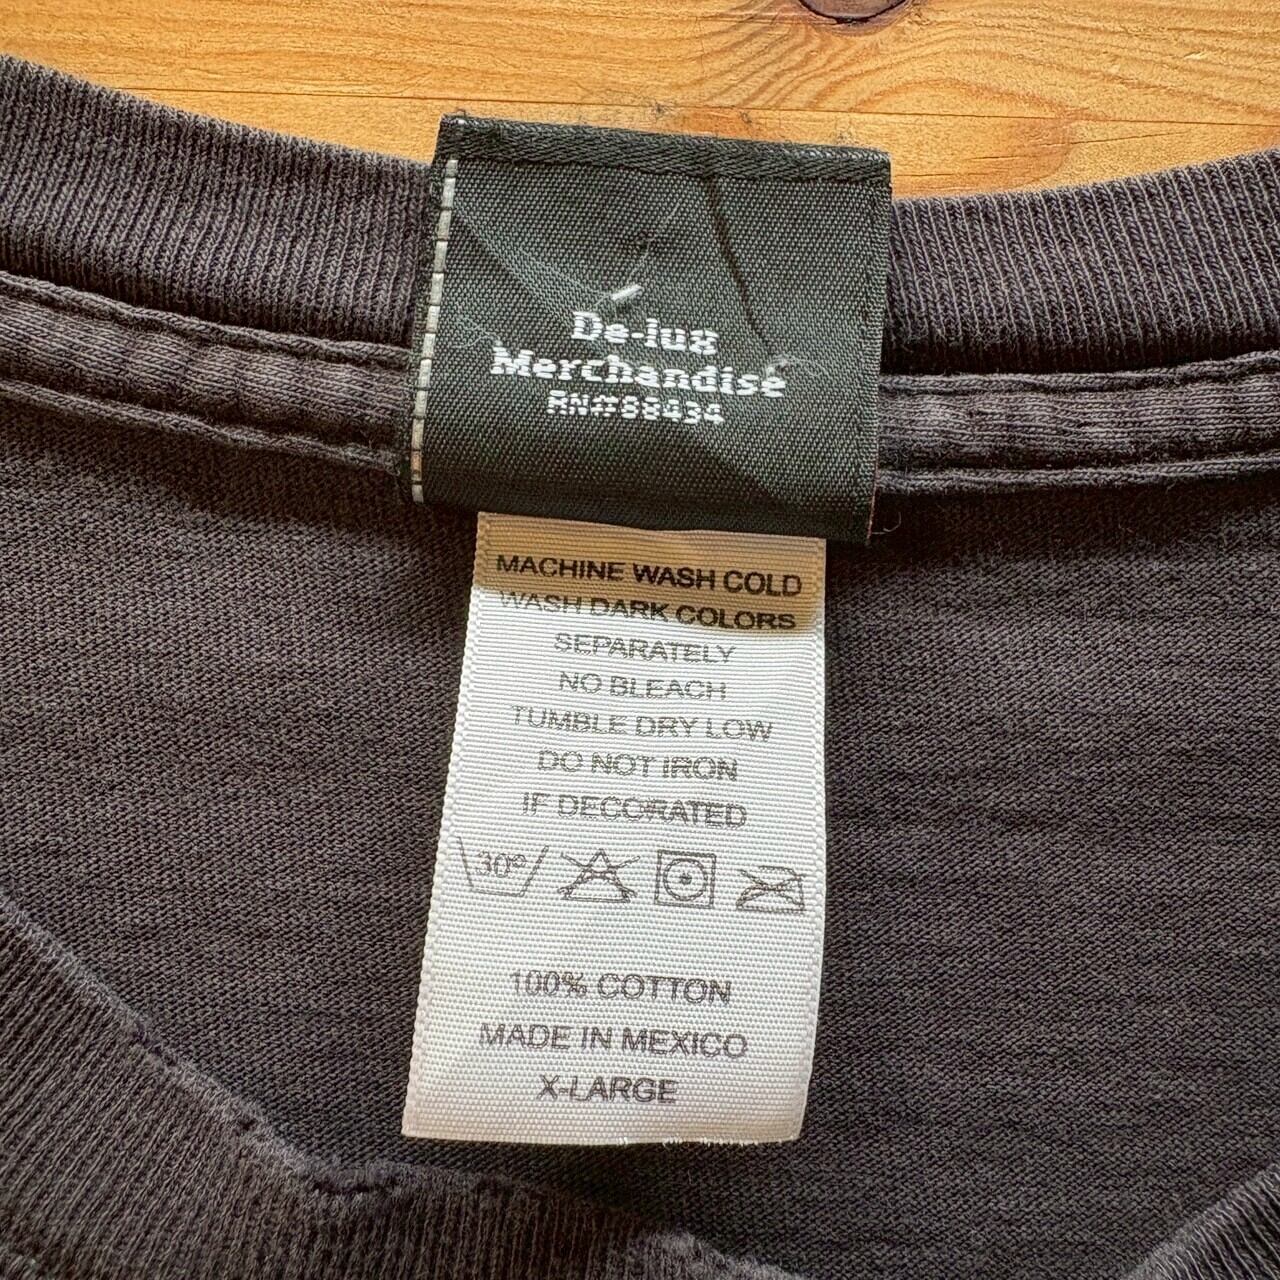 De-lux
Merchandise
RN#88434
MACHINE WASH COLD
WASH DARK COLORS
SEPARATELY
NO BLEACH
TUMBLE DRY LOW
DO NOT IRON
IF DECORATED
30°
100% COTTON
MADE IN MEXICO
X-LARGE